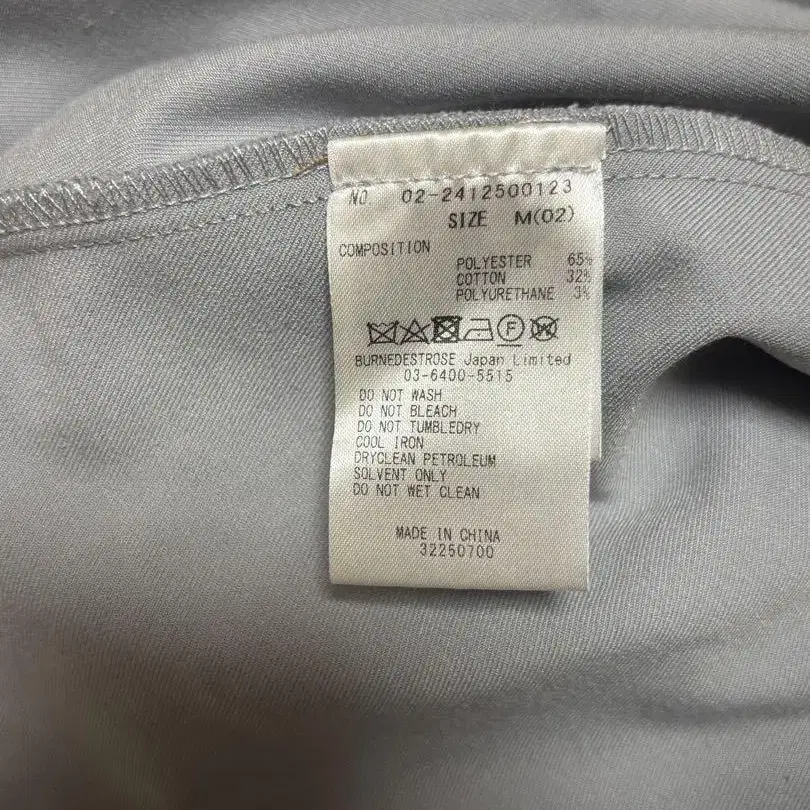 NO 02-2412500123
SIZE M(02)
COMPOSITION
POLYESTER 65%
COTTON 32%
POLYURETHANE 3%
F W
BURNEDESTROSE Japan Limited
03-6400-5515
DO NOT WASH
DO NOT BLEACH
DO NOT TUMBLEDRY
COOL IRON
DRYCLEAN PETROLEUM
SOLVENT ONLY
DO NOT WET CLEAN
MADE IN CHINA
32250700